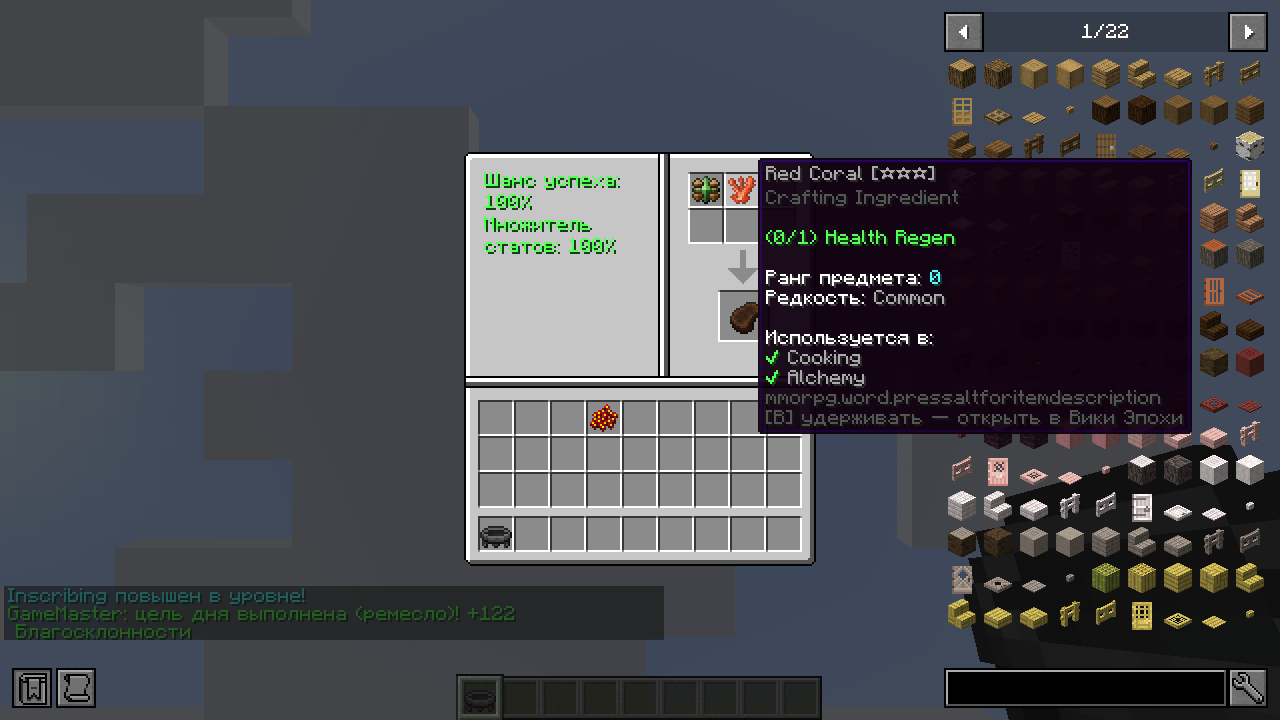 1/22
Шанс успеха:
100%
Множитель
статов: 100%
Red Coral [☆☆☆]
Crafting Ingredient
(0/1) Health Regen
Ранг предмета: 0
Редкость: Common
Используется в:
✔ Cooking
✔ Alchemy
mmorpg.word.pressaltforitemdescription
[B] удерживать — открыть в Вики Эпохи
Inscribing повышен в уровне!
GameMaster: цель дня выполнена (ремесло)! +122
Благосклонности